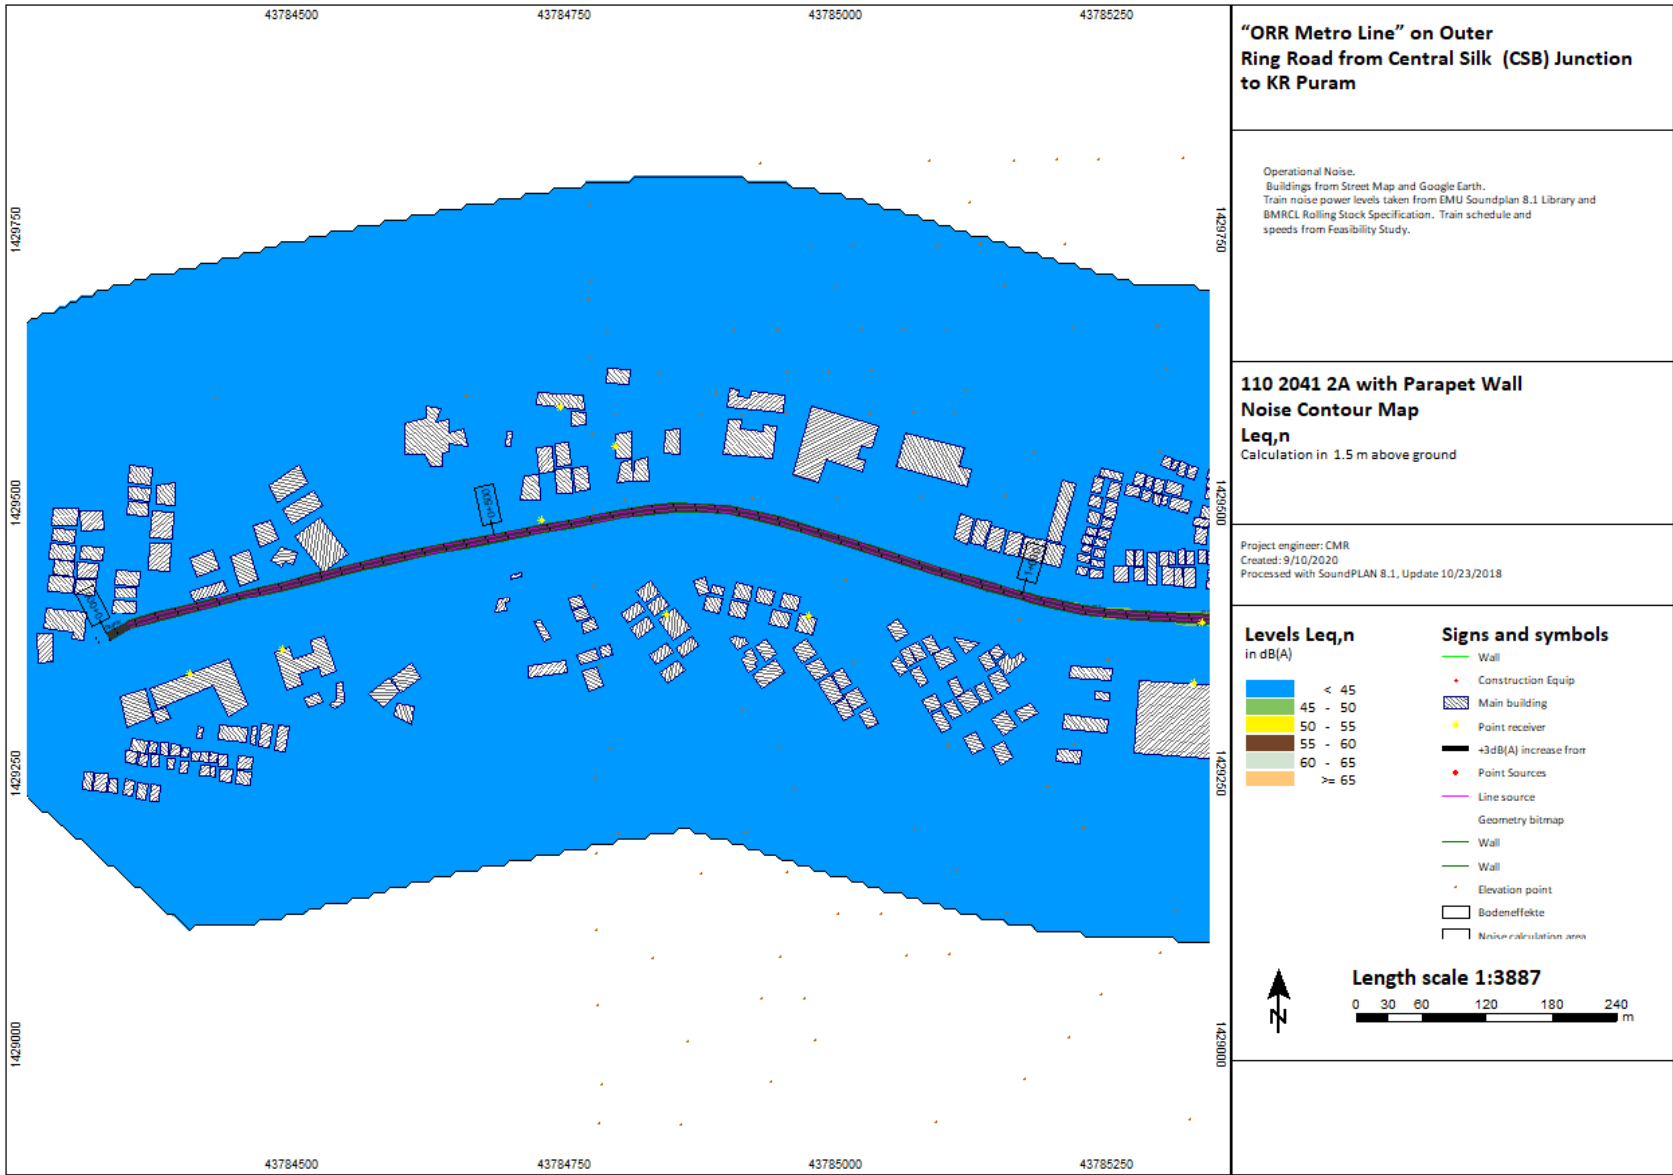 43784500 43784750 43785000 43785250
1429750 1429750
1429500 1429500
1429250 1429250
1429000 1429000
0+500
43784500 43784750 43785000 43785250
“ORR Metro Line” on Outer
Ring Road from Central Silk (CSB) Junction
to KR Puram
Operational Noise.
Buildings from Street Map and Google Earth.
Train noise power levels taken from EMU Soundplan 8.1 Library and
BMRCL Rolling Stock Specification. Train schedule and
speeds from Feasibility Study.
110 2041 2A with Parapet Wall
Noise Contour Map
Leq,n
Calculation in 1.5 m above ground
Project engineer: CMR
Created: 9/10/2020
Processed with SoundPLAN 8.1, Update 10/23/2018
Levels Leq,n
in dB(A)
< 45
45 - 50
50 - 55
55 - 60
60 - 65
>= 65
Signs and symbols
Wall
Construction Equip
Main building
Point receiver
+3dB(A) increase from
Point Sources
Line source
Geometry bitmap
Wall
Wall
Elevation point
Bodeneffekte
Noise calculation area
N
Length scale 1:3887
0 30 60 120 180 240
m